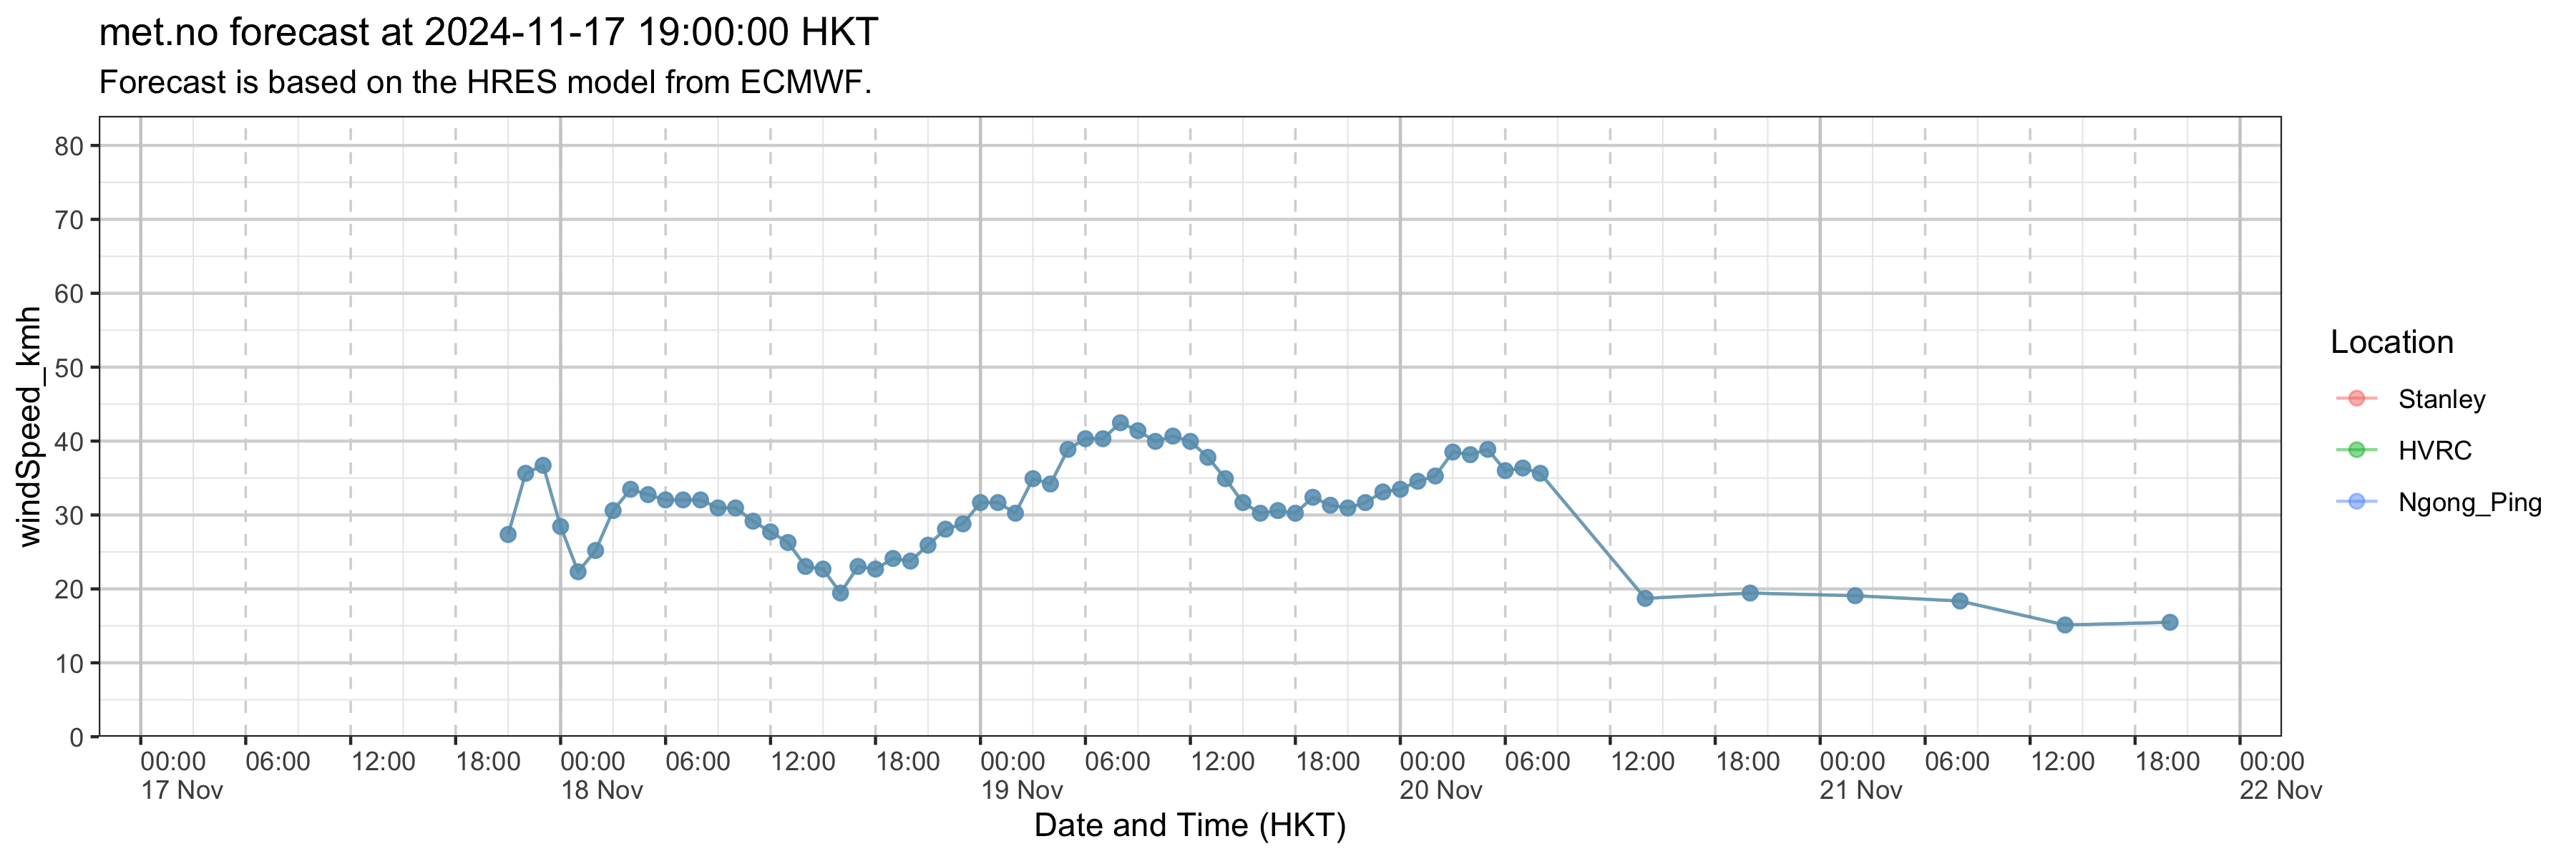 met.no forecast at 2024-11-17 19:00:00 HKT
Forecast is based on the HRES model from ECMWF.
80
70
60
50
40
30
20
10
0
windSpeed_kmh
00:00 06:00 12:00 18:00 00:00 06:00 12:00 18:00 00:00 06:00 12:00 18:00 00:00 06:00 12:00 18:00 00:00 06:00 12:00 18:00 00:00
17 Nov 18 Nov 19 Nov 20 Nov 21 Nov 22 Nov
Date and Time (HKT)
Location
Stanley
HVRC
Ngong_Ping